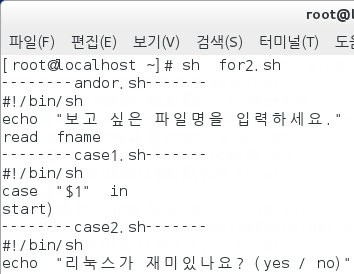 root@l
파일(F) 편집(E) 보기(V) 검색(S) 터미널(T) 도움
[root@localhost ~]# sh for2.sh
--------andor.sh-------
#!/bin/sh
echo "보고 싶은 파일명을 입력하세요."
read fname
--------case1.sh-------
#!/bin/sh
case "$1" in
start)
--------case2.sh-------
#!/bin/sh
echo "리눅스가 재미있나요? (yes / no)"